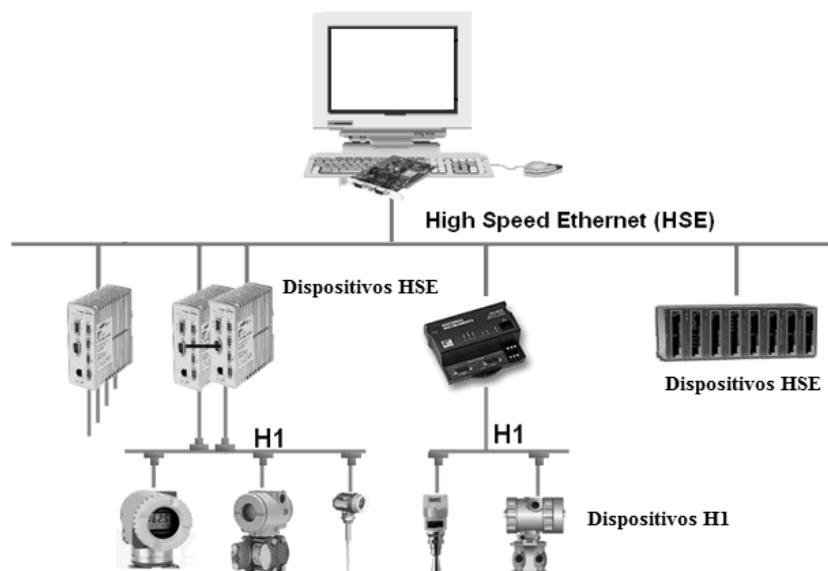 High Speed Ethernet (HSE)
Dispositivos HSE
Dispositivos HSE
H1
H1
Dispositivos H1